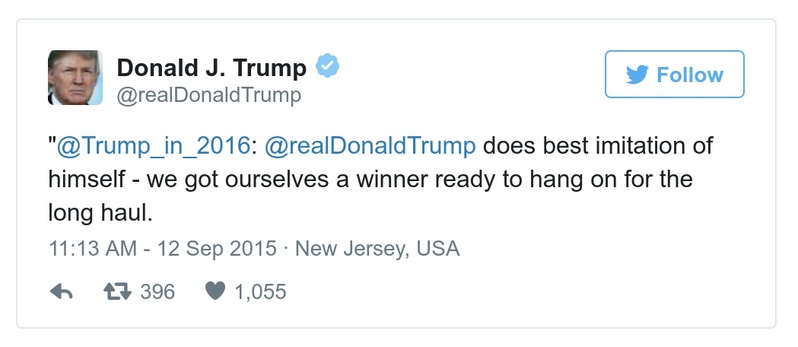 Donald J. Trump
Follow
@realDonaldTrump
"@Trump_in_2016: @realDonaldTrump does best imitation of
himself - we got ourselves a winner ready to hang on for the
long haul.
11:13 AM - 12 Sep 2015 · New Jersey, USA
396 1,055